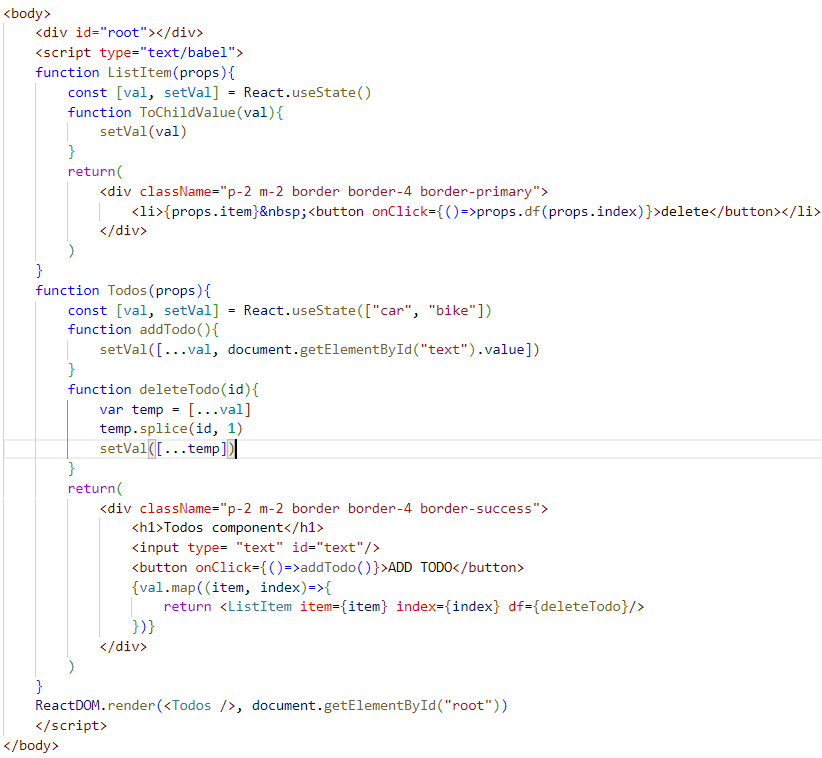 <body>
    <div id="root"></div>
    <script type="text/babel">
    function ListItem(props){
        const [val, setVal] = React.useState()
        function ToChildValue(val){
            setVal(val)
        }
        return(
            <div className="p-2 m-2 border border-4 border-primary">
                <li>{props.item}&nbsp;<button onClick={()=>props.df(props.index)}>delete</button></li>
            </div>
        )
    }
    function Todos(props){
        const [val, setVal] = React.useState(["car", "bike"])
        function addTodo(){
            setVal([...val, document.getElementById("text").value])
        }
        function deleteTodo(id){
            var temp = [...val]
            temp.splice(id, 1)
            setVal([...temp])
        }
        return(
            <div className="p-2 m-2 border border-4 border-success">
                <h1>Todos component</h1>
                <input type= "text" id="text"/>
                <button onClick={()=>addTodo()}>ADD TODO</button>
                {val.map((item, index)=>{
                    return <ListItem item={item} index={index} df={deleteTodo}/>
                })}
            </div>
        )
    }
    ReactDOM.render(<Todos />, document.getElementById("root"))
    </script>
</body>